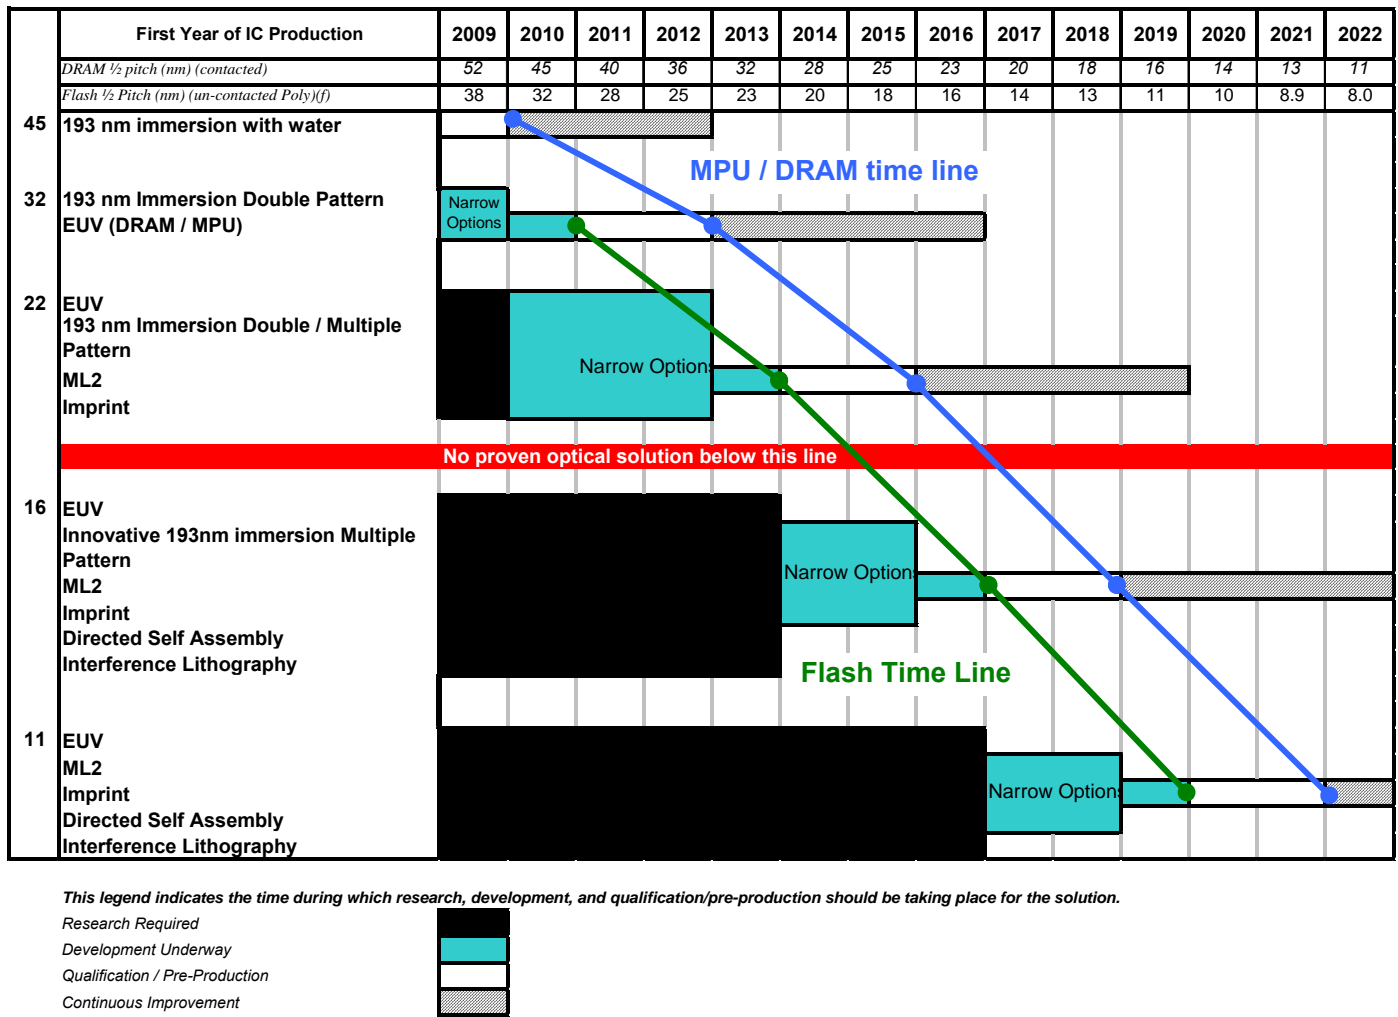 First Year of IC Production 2009 2010 2011 2012 2013 2014 2015 2016 2017 2018 2019 2020 2021 2022
DRAM ½ pitch (nm) (contacted) 52 45 40 36 32 28 25 23 20 18 16 14 13 11
Flash ½ Pitch (nm) (un-contacted Poly)(f) 38 32 28 25 23 20 18 16 14 13 11 10 8.9 8.0
45 193 nm immersion with water
MPU / DRAM time line
32 193 nm Immersion Double Pattern
EUV (DRAM / MPU)
Narrow
Options
22 EUV
193 nm Immersion Double / Multiple
Pattern
ML2
Imprint
Narrow Options
No proven optical solution below this line
16 EUV
Innovative 193nm immersion Multiple
Pattern
ML2
Imprint
Directed Self Assembly
Interference Lithography
Narrow Options
Flash Time Line
11 EUV
ML2
Imprint
Directed Self Assembly
Interference Lithography
Narrow Options
This legend indicates the time during which research, development, and qualification/pre-production should be taking place for the solution.
Research Required
Development Underway
Qualification / Pre-Production
Continuous Improvement